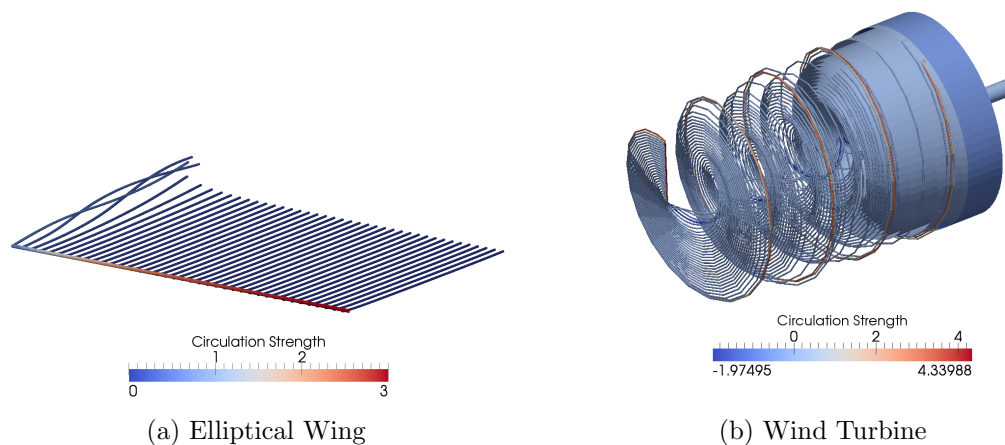 Circulation Strength
1 2
0 3
(a) Elliptical Wing
Circulation Strength
0 2 4
-1.97495 4.33988
(b) Wind Turbine